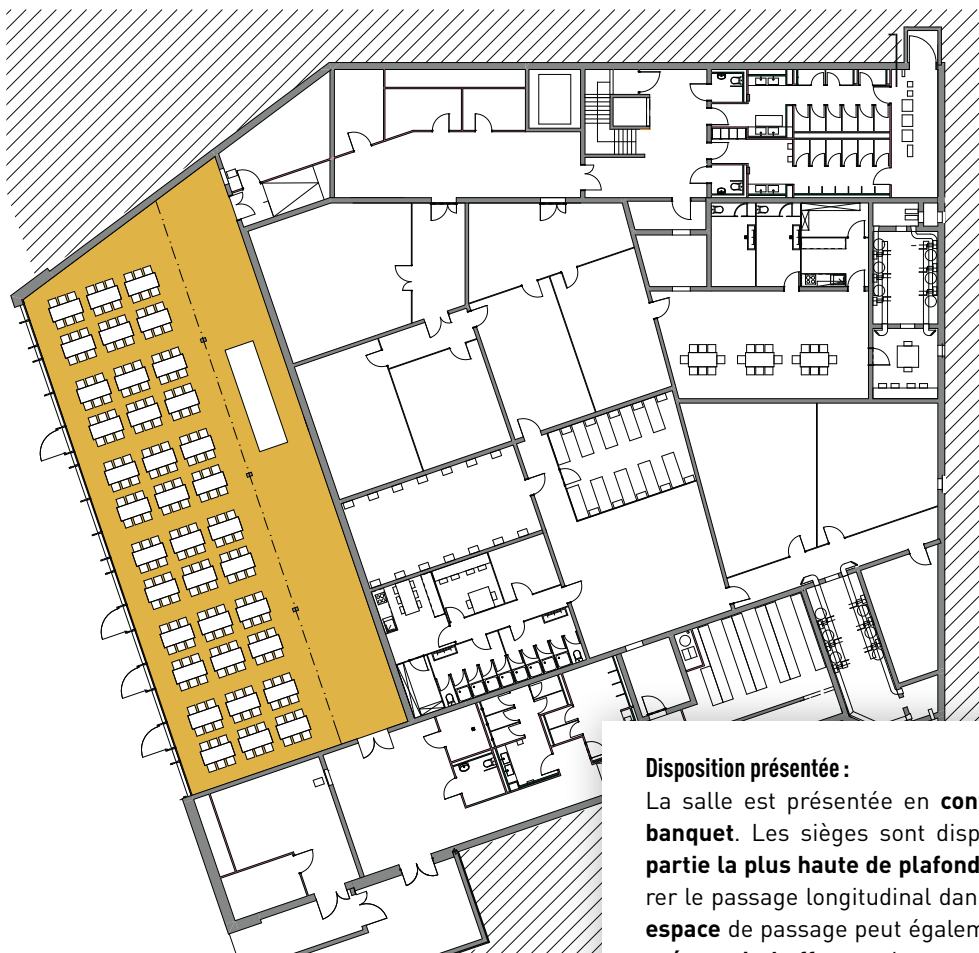 Disposition présentée :
La salle est présentée en con
banquet. Les sièges sont disp
partie la plus haute de plafond
rer le passage longitudinal dan
espace de passage peut égalem